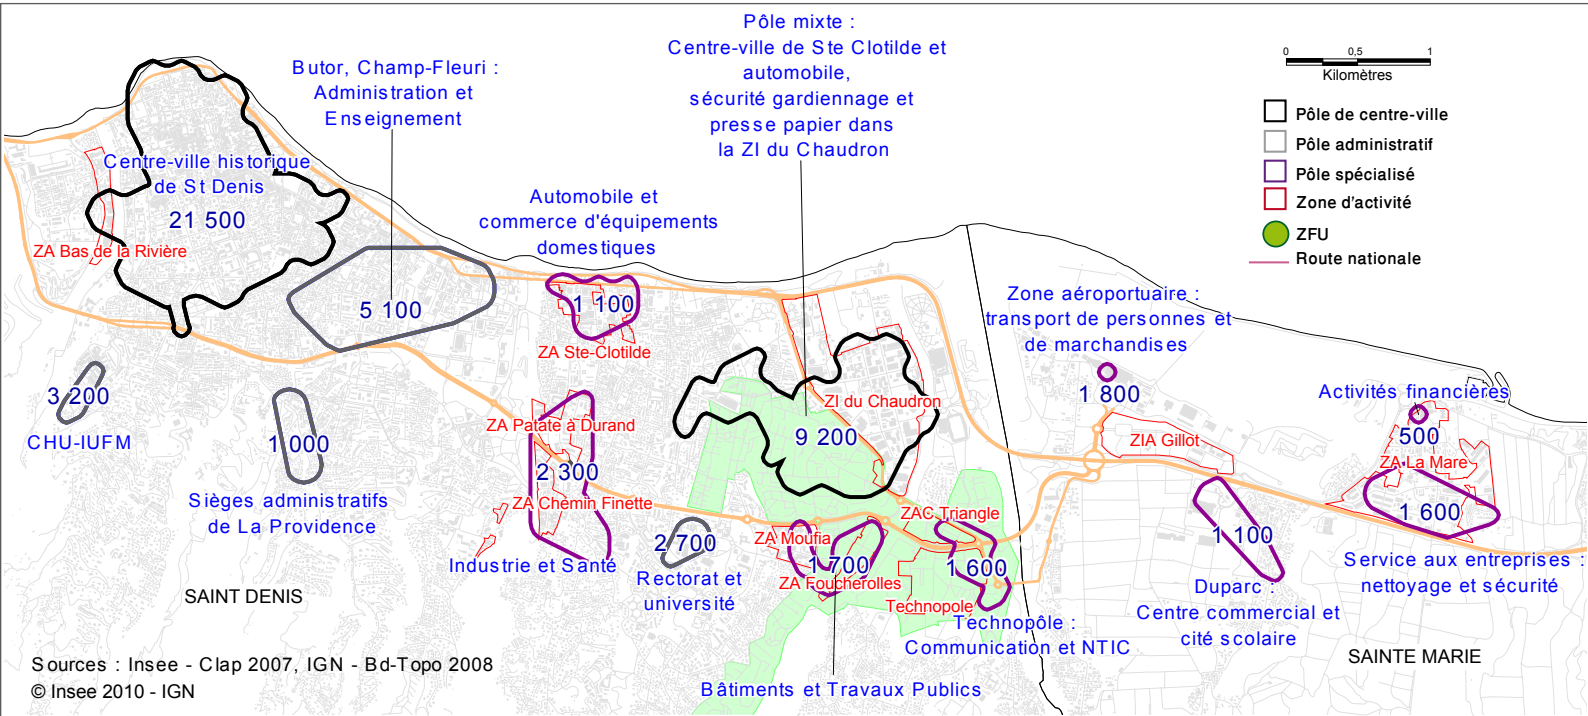 Pôle mixte :
Centre-ville de Ste Clotilde et
automobile,
sécurité gardiennage et
presse papier dans
la ZI du Chaudron
Butor, Champ-Fleuri :
Administration et
Enseignement
0 0,5 1
Kilomètres
Pôle de centre-ville
Pôle administratif
Pôle spécialisé
Zone d'activité
ZFU
Route nationale
Centre-ville historique
de St Denis
21 500
ZA Bas de la Rivière
Automobile et
commerce d'équipements
domestiques
5 100
1 100
ZA Ste-Clotilde
Zone aéroportuaire :
transport de personnes et
de marchandises
1 800
3 200
CHU-IUFM
1 000
Sièges administratifs
de La Providence
ZA Patate à Durand
2 300
ZA Chemin Finette
Industrie et Santé
ZI du Chaudron
9 200
ZIA Gillot
Activités financières
500
ZA La Mare
1 600
Service aux entreprises :
nettoyage et sécurité
2 700
Rectorat et
université
ZA Moufia
1 700
ZA Foucherolles
Bâtiments et Travaux Publics
ZAC Triangle
1 600
Technopole
Technopôle :
Communication et NTIC
1 100
Duparc :
Centre commercial et
cité scolaire
SAINT DENIS
SAINTE MARIE
Sources : Insee - Clap 2007, IGN - Bd-Topo 2008
© Insee 2010 - IGN